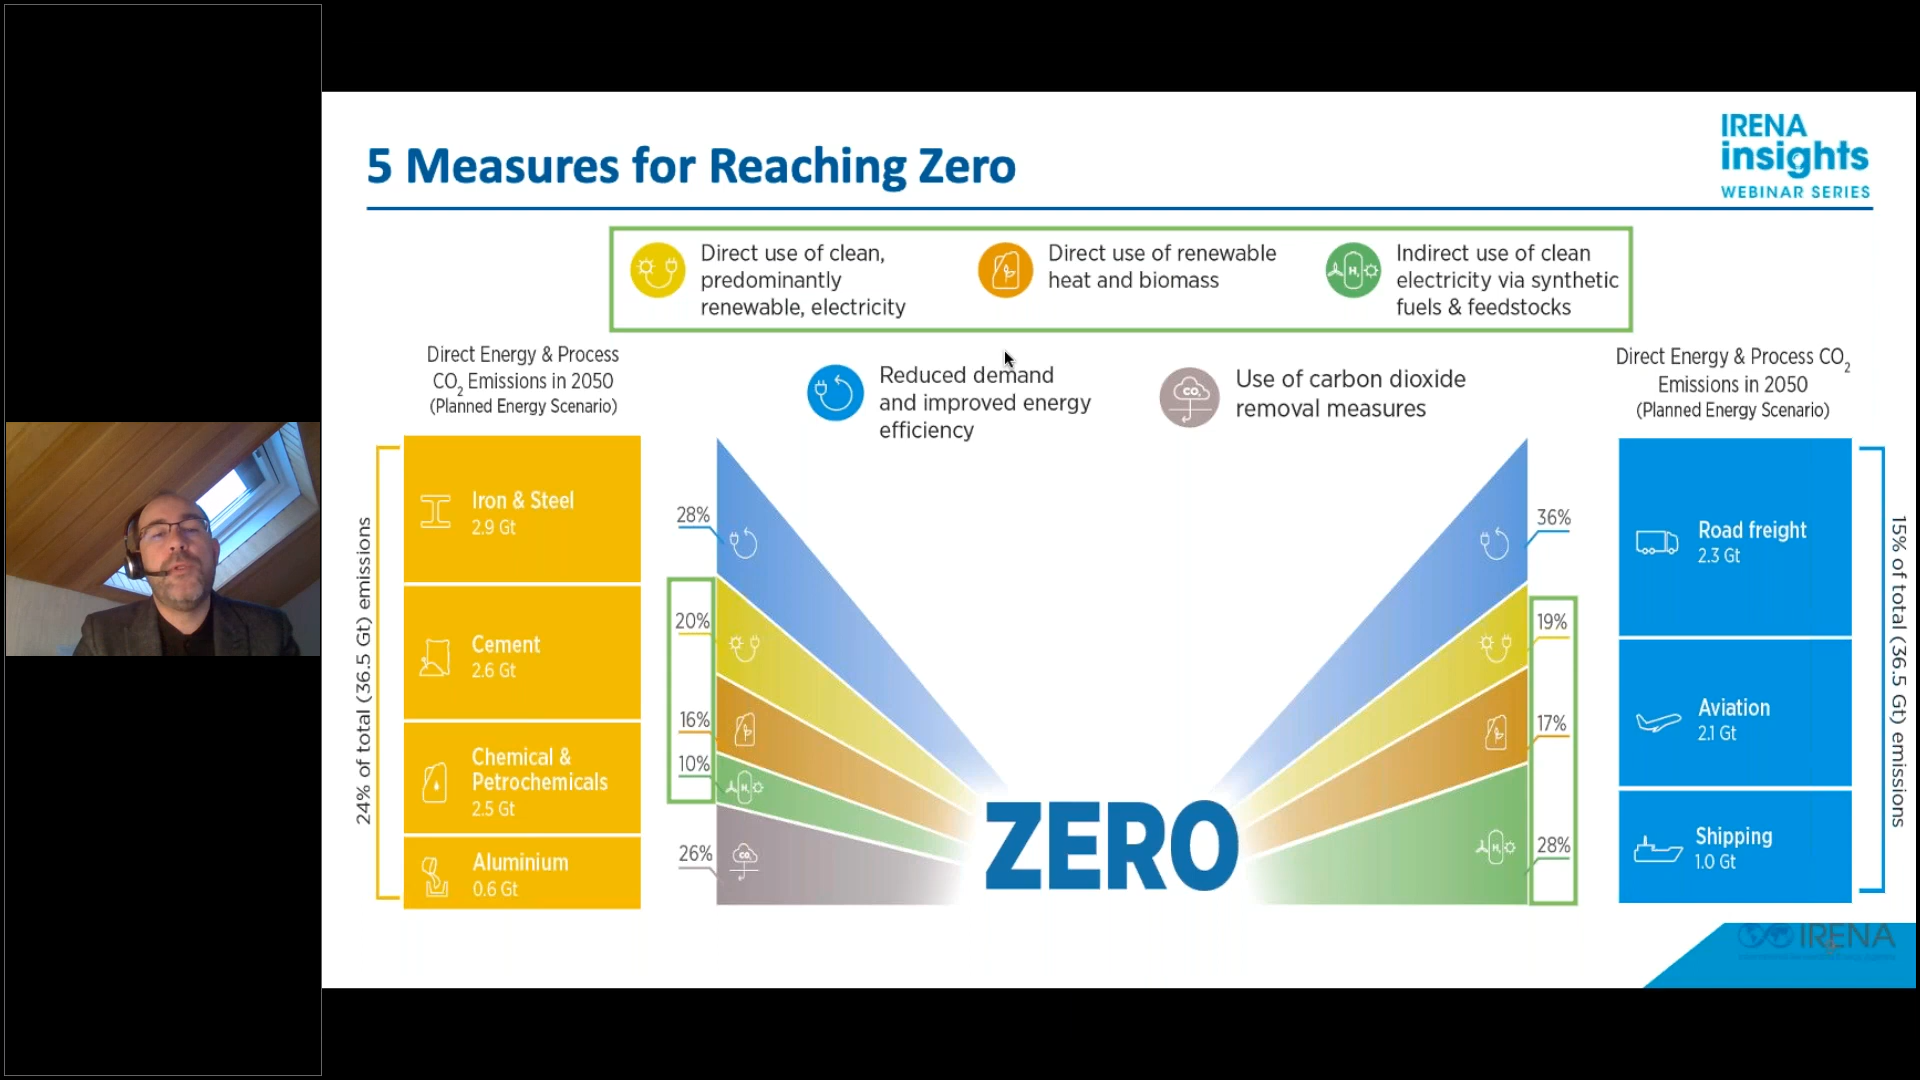 5 Measures for Reaching Zero
IRENA
insights
WEBINAR SERIES
Direct use of clean,
predominantly
renewable, electricity
Direct use of renewable
heat and biomass
H₂
Indirect use of clean
electricity via synthetic
fuels & feedstocks
Reduced demand
and improved energy
efficiency
CO₂
Use of carbon dioxide
removal measures
Direct Energy & Process
CO₂ Emissions in 2050
(Planned Energy Scenario)
24% of total (36.5 Gt) emissions
Iron & Steel
2.9 Gt
Cement
2.6 Gt
Chemical &
Petrochemicals
2.5 Gt
Aluminium
0.6 Gt
28%
20%
16%
10%
H₂
26%
CO₂
ZERO
36%
19%
17%
28%
H₂
Direct Energy & Process CO₂
Emissions in 2050
(Planned Energy Scenario)
Road freight
2.3 Gt
Aviation
2.1 Gt
Shipping
1.0 Gt
15% of total (36.5 Gt) emissions
IRENA